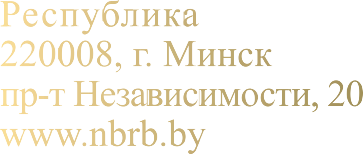 Республика
220008, г. Минск
пр-т Независимости, 20
www.nbrb.by